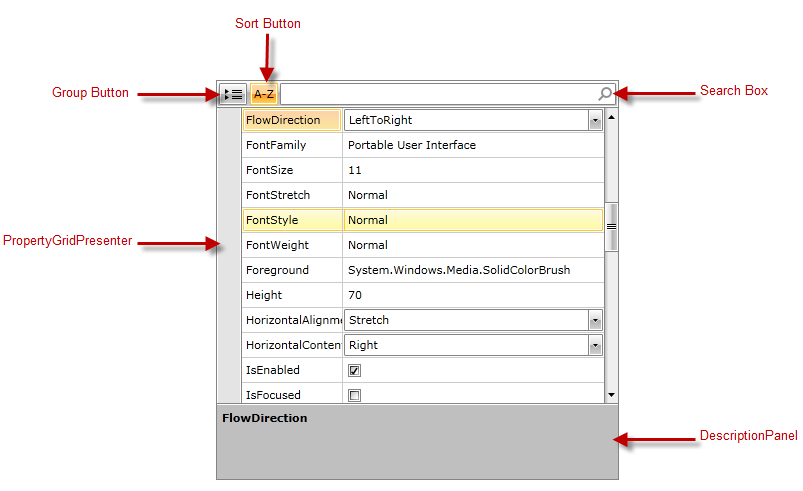 Sort Button
Group Button
A-Z
Search Box
FlowDirection LeftToRight
FontFamily Portable User Interface
FontSize 11
FontStretch Normal
FontStyle Normal
PropertyGridPresenter
FontWeight Normal
Foreground System.Windows.Media.SolidColorBrush
Height 70
HorizontalAlignm Stretch
HorizontalConten Right
IsEnabled
IsFocused
FlowDirection
DescriptionPanel